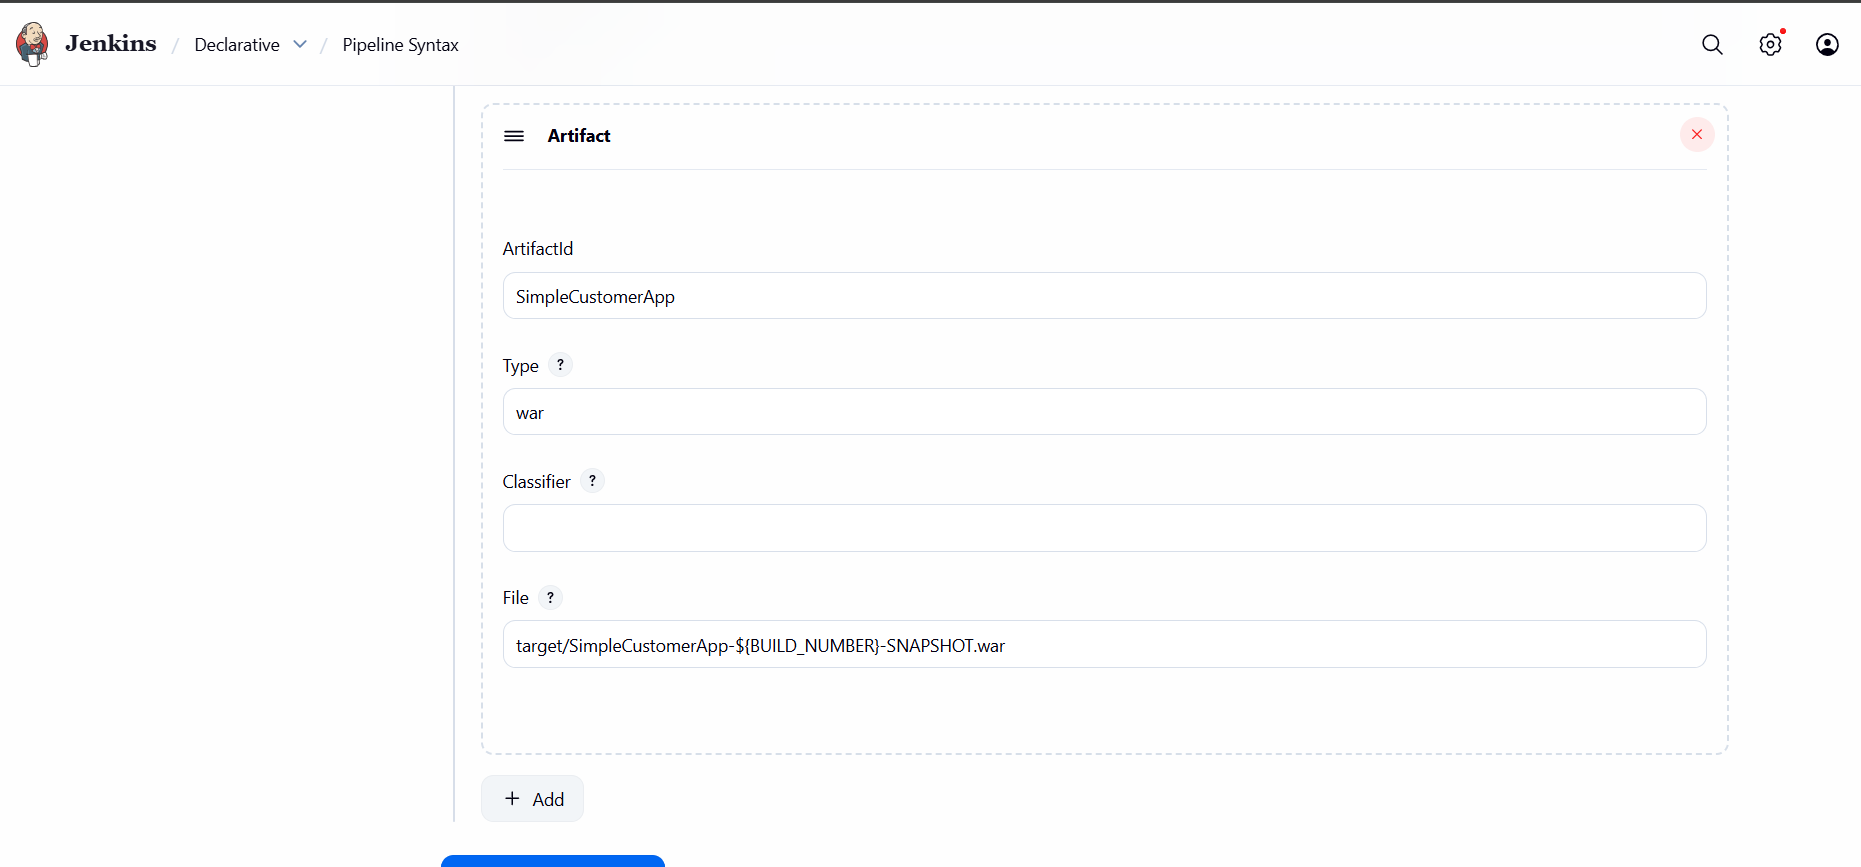 Jenkins / Declarative / Pipeline Syntax
Artifact
ArtifactId
SimpleCustomerApp
Type ?
war
Classifier ?
File ?
target/SimpleCustomerApp-${BUILD_NUMBER}-SNAPSHOT.war
+ Add